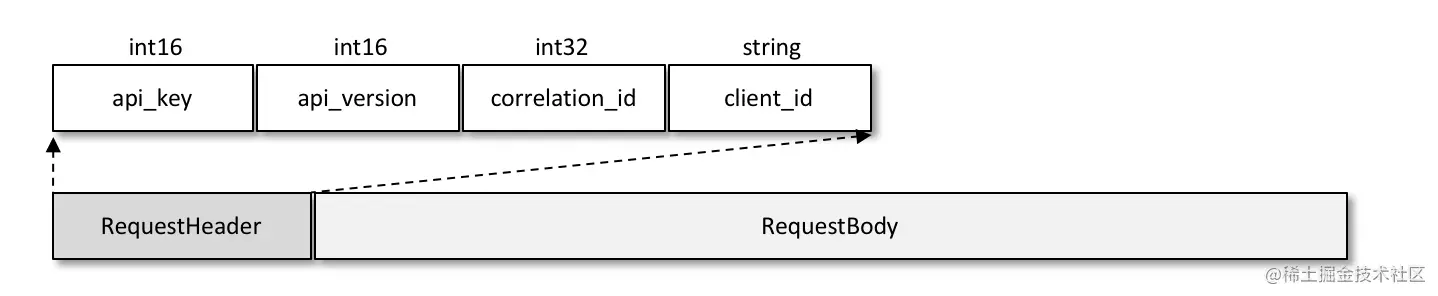 int16 int16 int32 string
api_key api_version correlation_id client_id
RequestHeader RequestBody
@稀土掘金技术社区